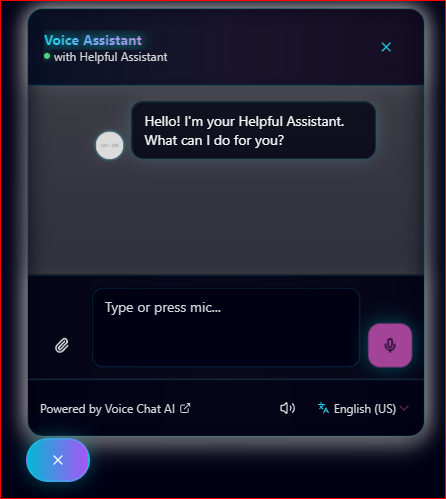 Voice Assistant
with Helpful Assistant
Hello! I'm your Helpful Assistant.
What can I do for you?
Type or press mic...
Powered by Voice Chat AI
English (US)